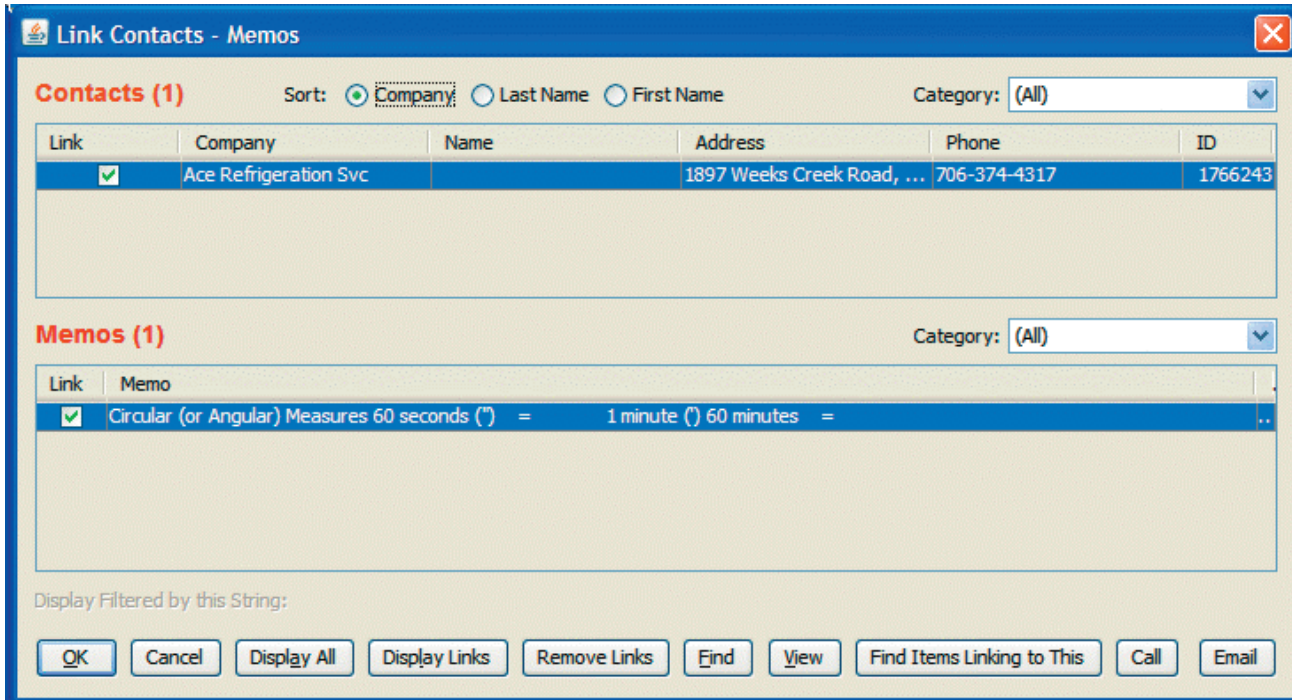 Link Contacts - Memos
Contacts (1) Sort: Company Last Name First Name Category: (All)
Link Company Name Address Phone ID
Ace Refrigeration Svc 1897 Weeks Creek Road, ... 706-374-4317 1766243
Memos (1) Category: (All)
Link Memo
Circular (or Angular) Measures 60 seconds (") = 1 minute (') 60 minutes = ..
Display Filtered by this String:
OK Cancel Display All Display Links Remove Links Find View Find Items Linking to This Call Email